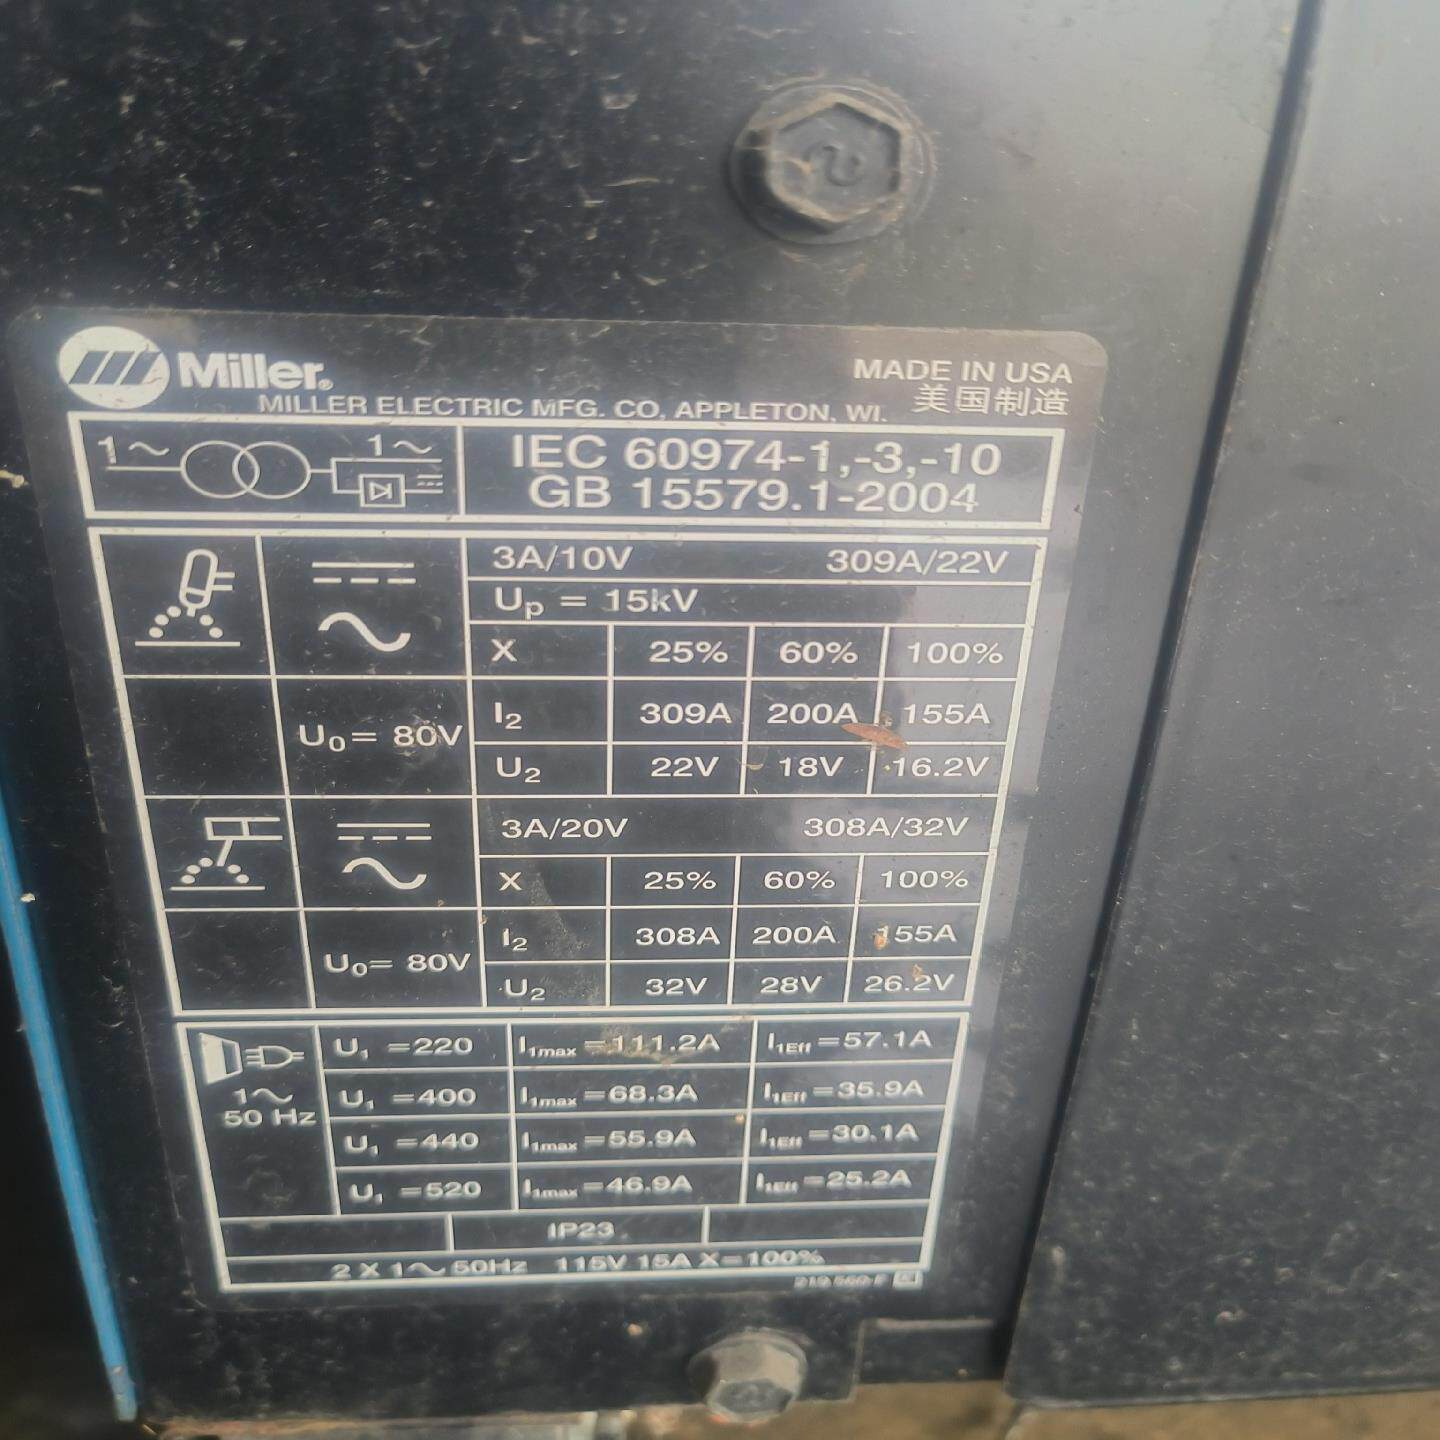 Miller®
MADE IN USA
美国制造
MILLER ELECTRIC MFG. CO, APPLETON, WI.
1~ 1~
IEC 60974-1,-3,-10
GB 15579.1-2004
3A/10V 309A/22V
Up = 15kV
X 25% 60% 100%
U0= 80V
I2 309A 200A 155A
U2 22V 18V 16.2V
3A/20V 308A/32V
X 25% 60% 100%
U0= 80V
I2 308A 200A 155A
U2 32V 28V 26.2V
1~
50 Hz
U1 =220 I1max =111.2A I1Eff =57.1A
U1 =400 I1max =68.3A I1Eff =35.9A
U1 =440 I1max =55.9A I1Eff =30.1A
U1 =520 I1max =46.9A I1Eff =25.2A
IP23
2 X 1~ 50Hz 115V 15A X=100%